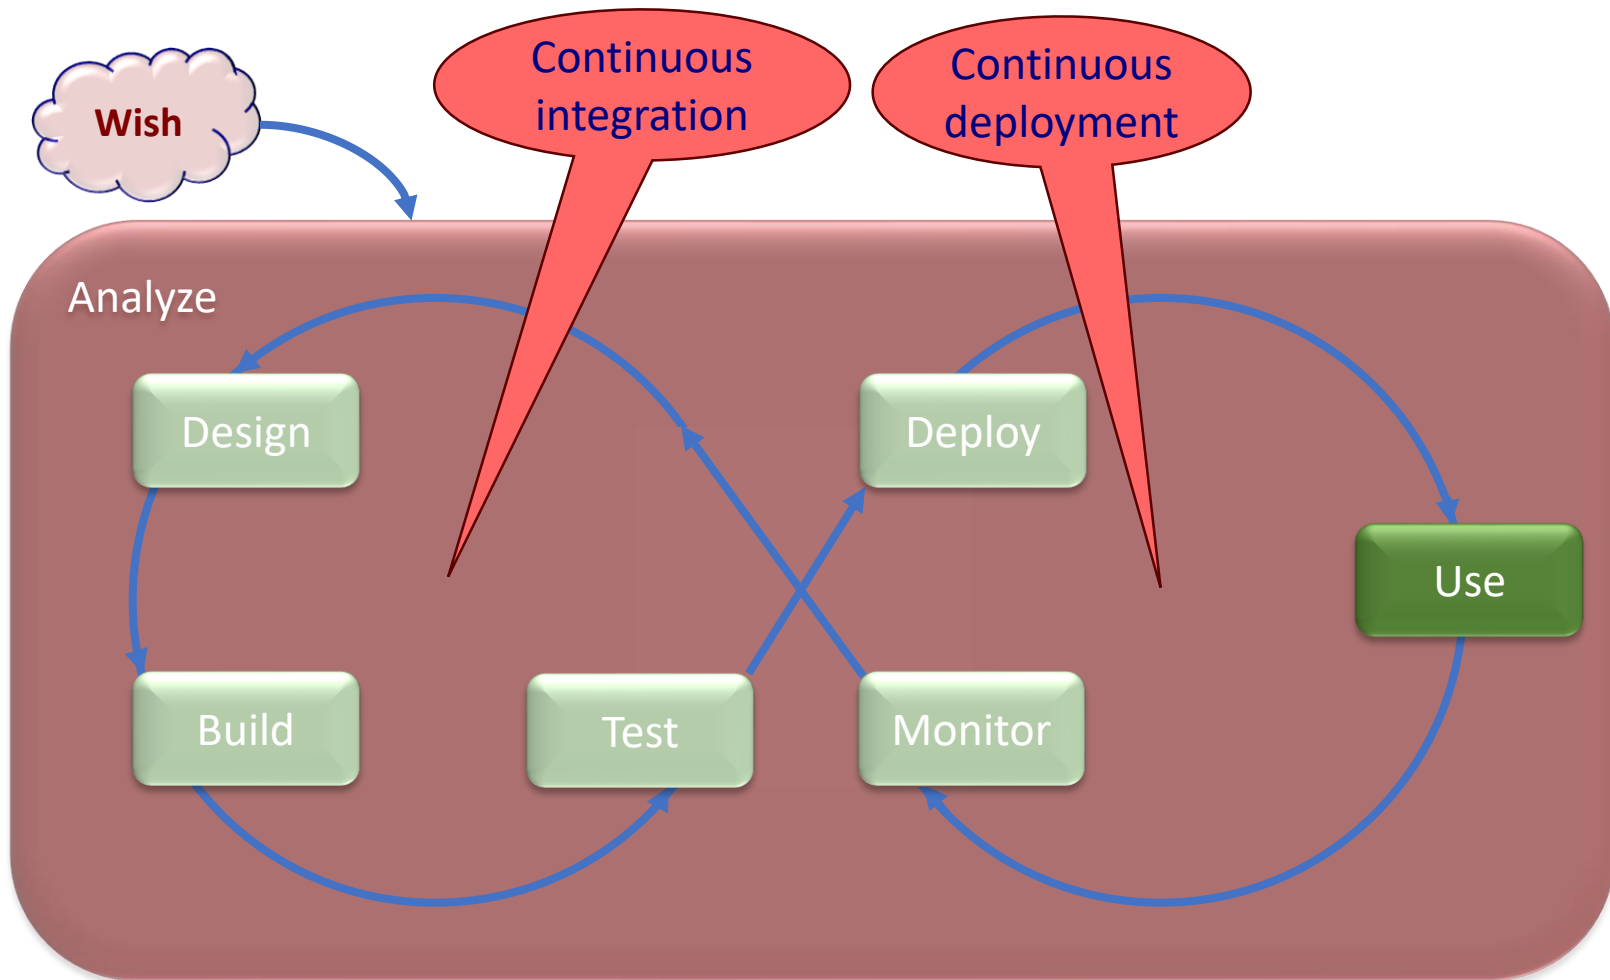 Continuous
integration
Continuous
deployment
Wish
Analyze
Design
Deploy
Use
Build
Test
Monitor